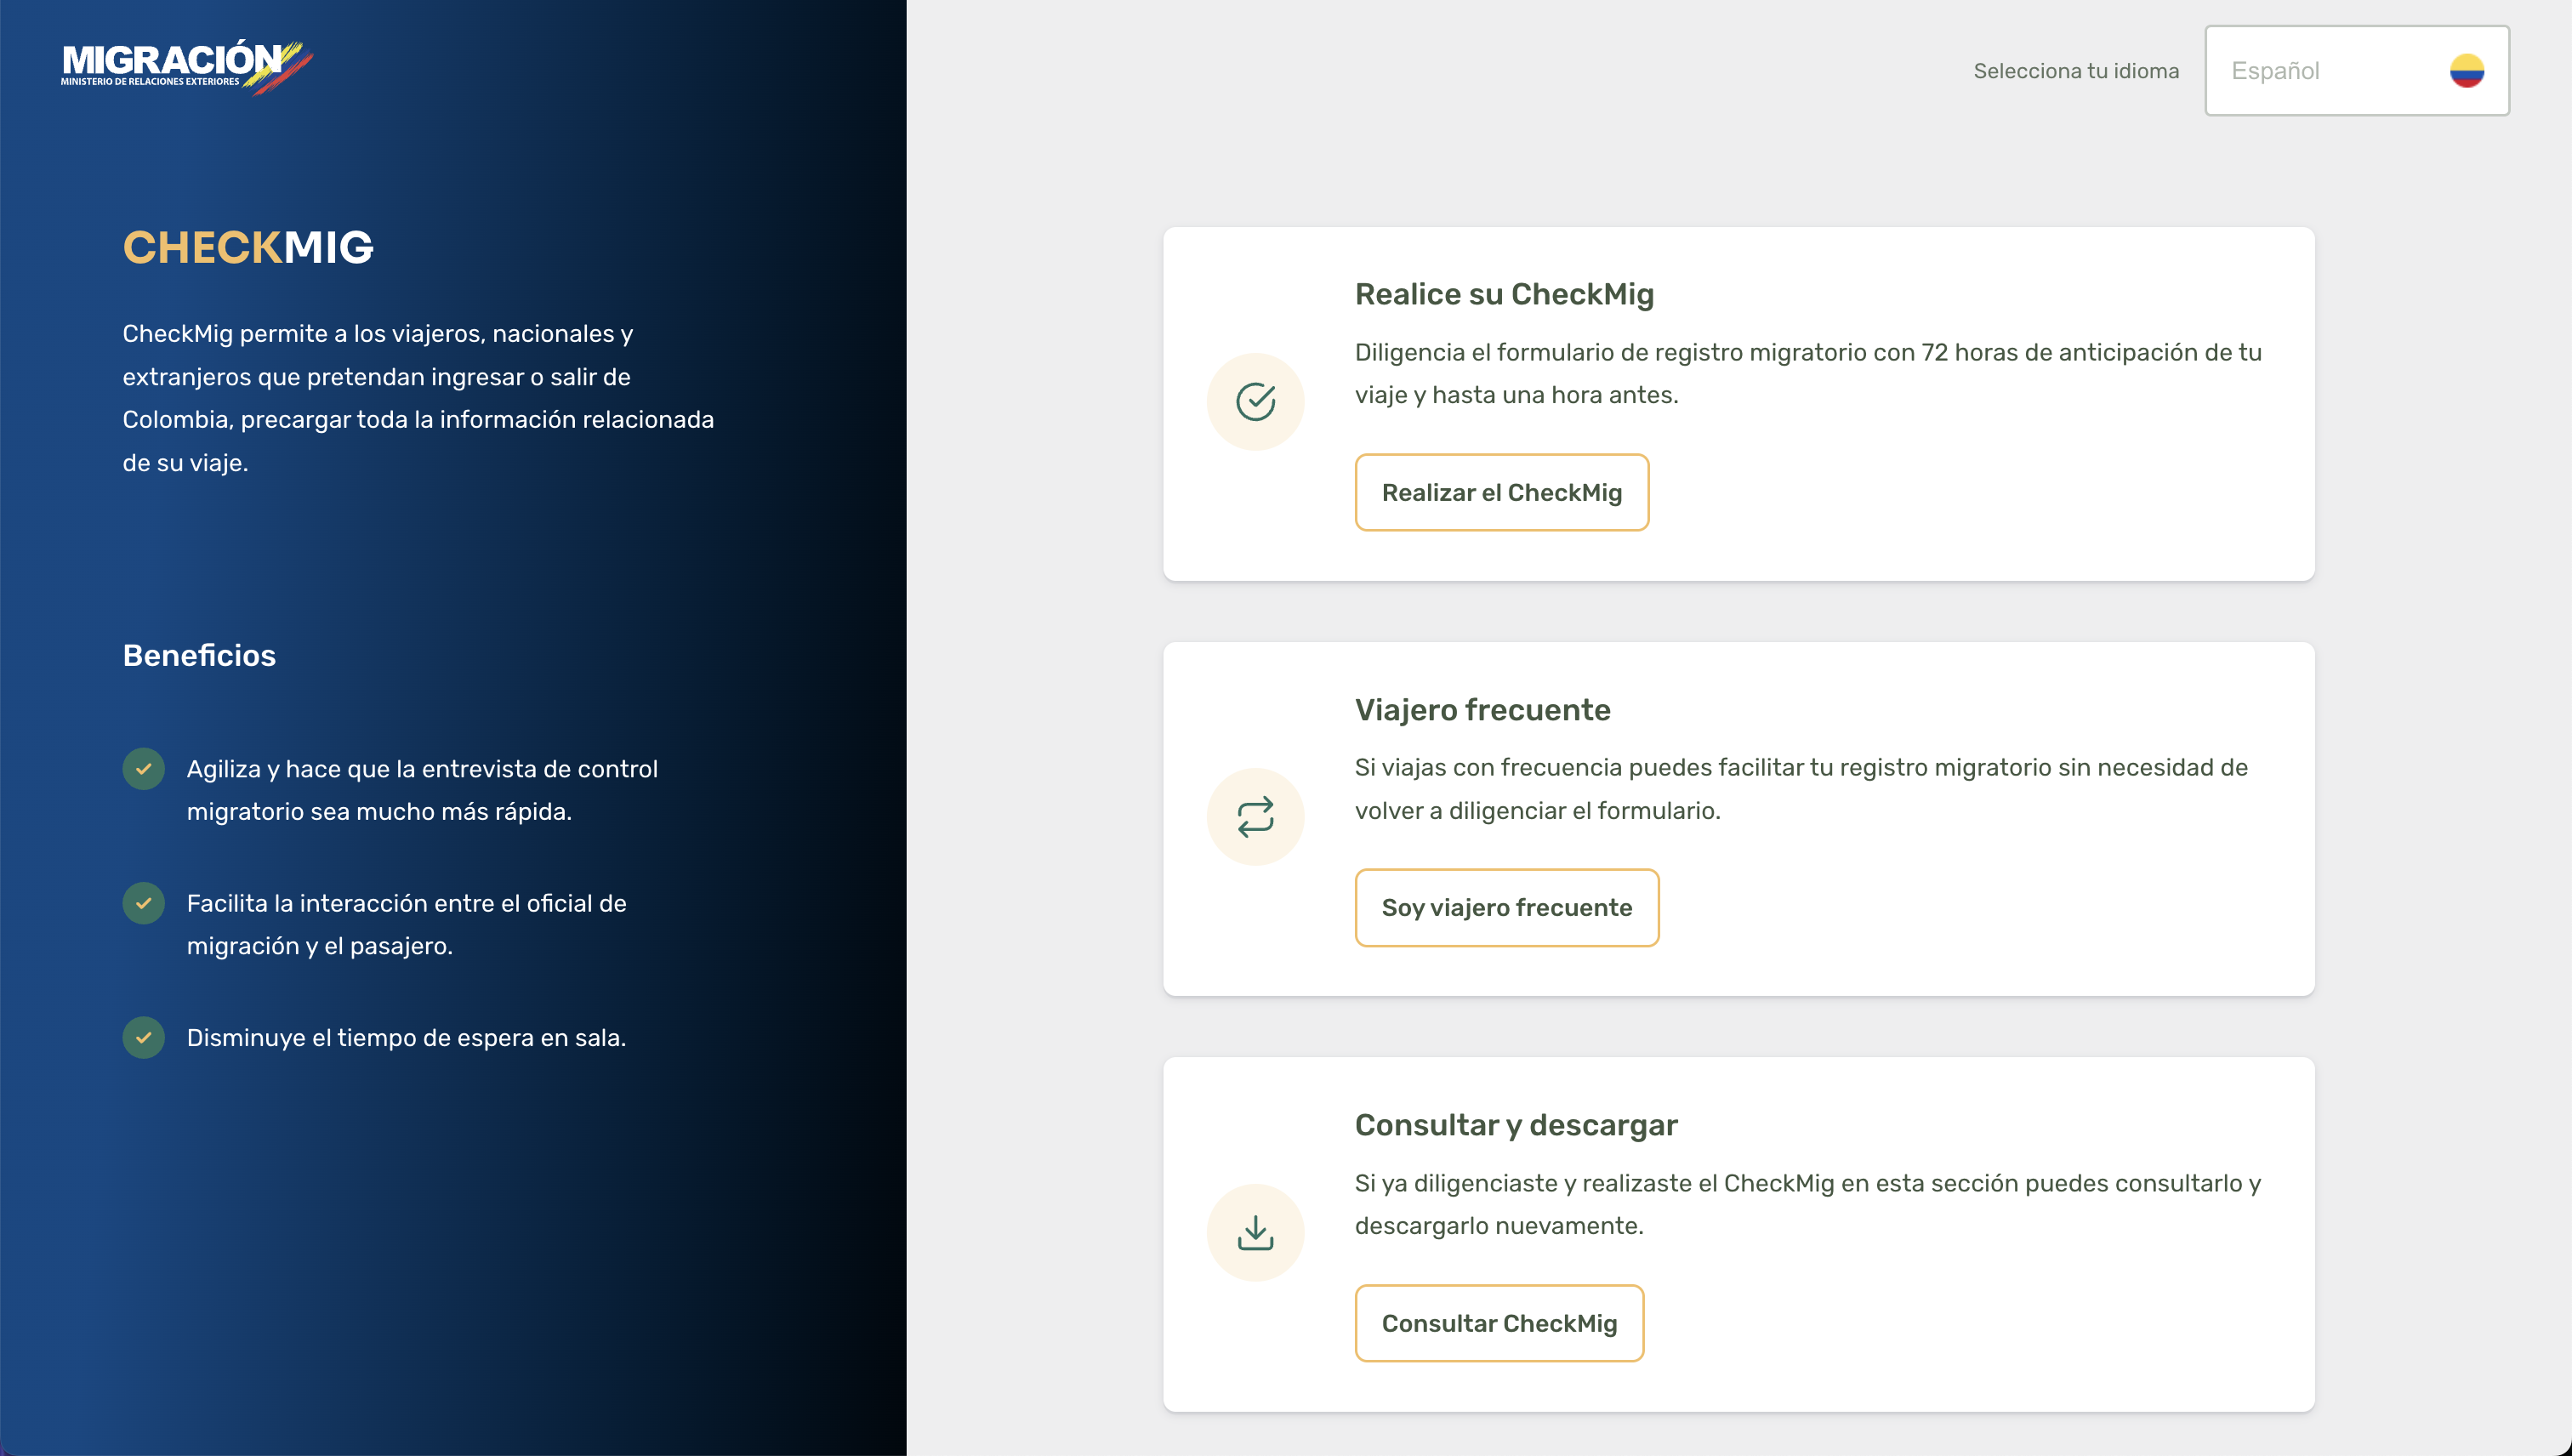 MIGRACIÓN
MINISTERIO DE RELACIONES EXTERIORES
Selecciona tu idioma
Español
CHECKMIG
CheckMig permite a los viajeros, nacionales y
extranjeros que pretendan ingresar o salir de
Colombia, precargar toda la información relacionada
de su viaje.
Beneficios
Agiliza y hace que la entrevista de control
migratorio sea mucho más rápida.
Facilita la interacción entre el oficial de
migración y el pasajero.
Disminuye el tiempo de espera en sala.
Realice su CheckMig
Diligencia el formulario de registro migratorio con 72 horas de anticipación de tu
viaje y hasta una hora antes.
Realizar el CheckMig
Viajero frecuente
Si viajas con frecuencia puedes facilitar tu registro migratorio sin necesidad de
volver a diligenciar el formulario.
Soy viajero frecuente
Consultar y descargar
Si ya diligenciaste y realizaste el CheckMig en esta sección puedes consultarlo y
descargarlo nuevamente.
Consultar CheckMig